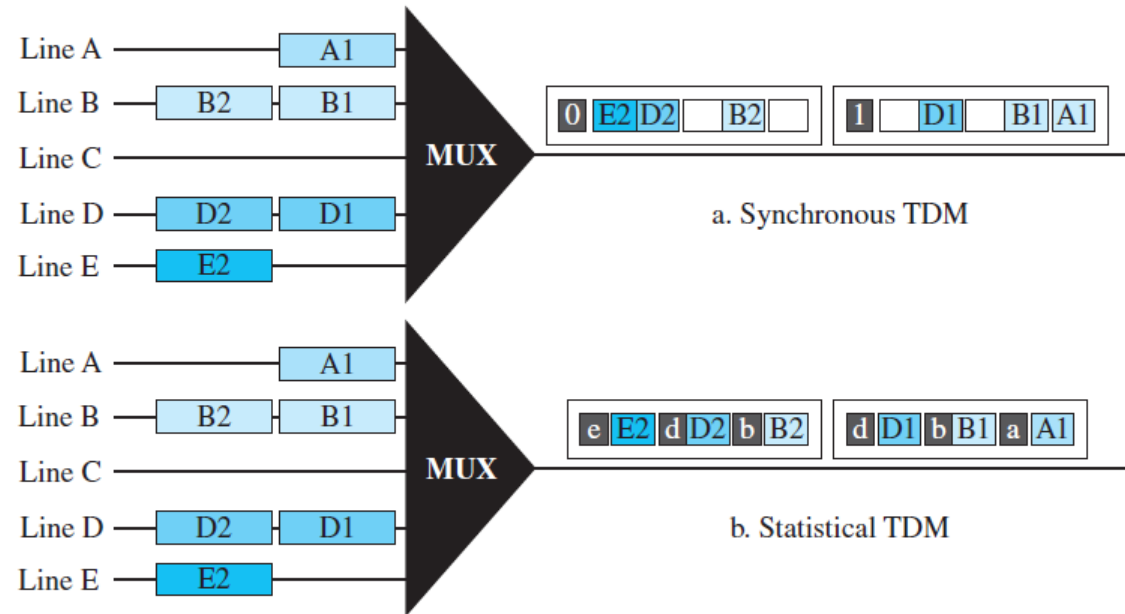 Line A A1
Line B B2 B1
Line C
Line D D2 D1
Line E E2
MUX
0 E2 D2 B2 1 D1 B1 A1
a. Synchronous TDM
Line A A1
Line B B2 B1
Line C
Line D D2 D1
Line E E2
MUX
e E2 d D2 b B2 d D1 b B1 a A1
b. Statistical TDM